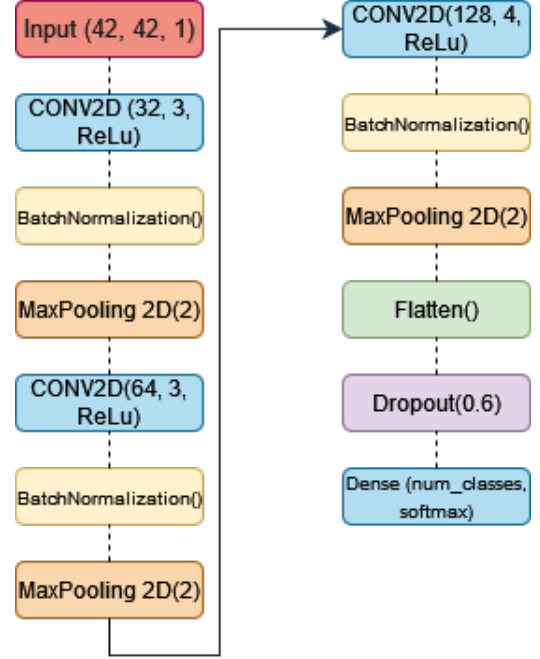 Input (42, 42, 1)
CONV2D (32, 3,
ReLu)
BatchNormalization()
MaxPooling 2D(2)
CONV2D(64, 3,
ReLu)
BatchNormalization()
MaxPooling 2D(2)
CONV2D(128, 4,
ReLu)
BatchNormalization()
MaxPooling 2D(2)
Flatten()
Dropout(0.6)
Dense (num_classes,
softmax)